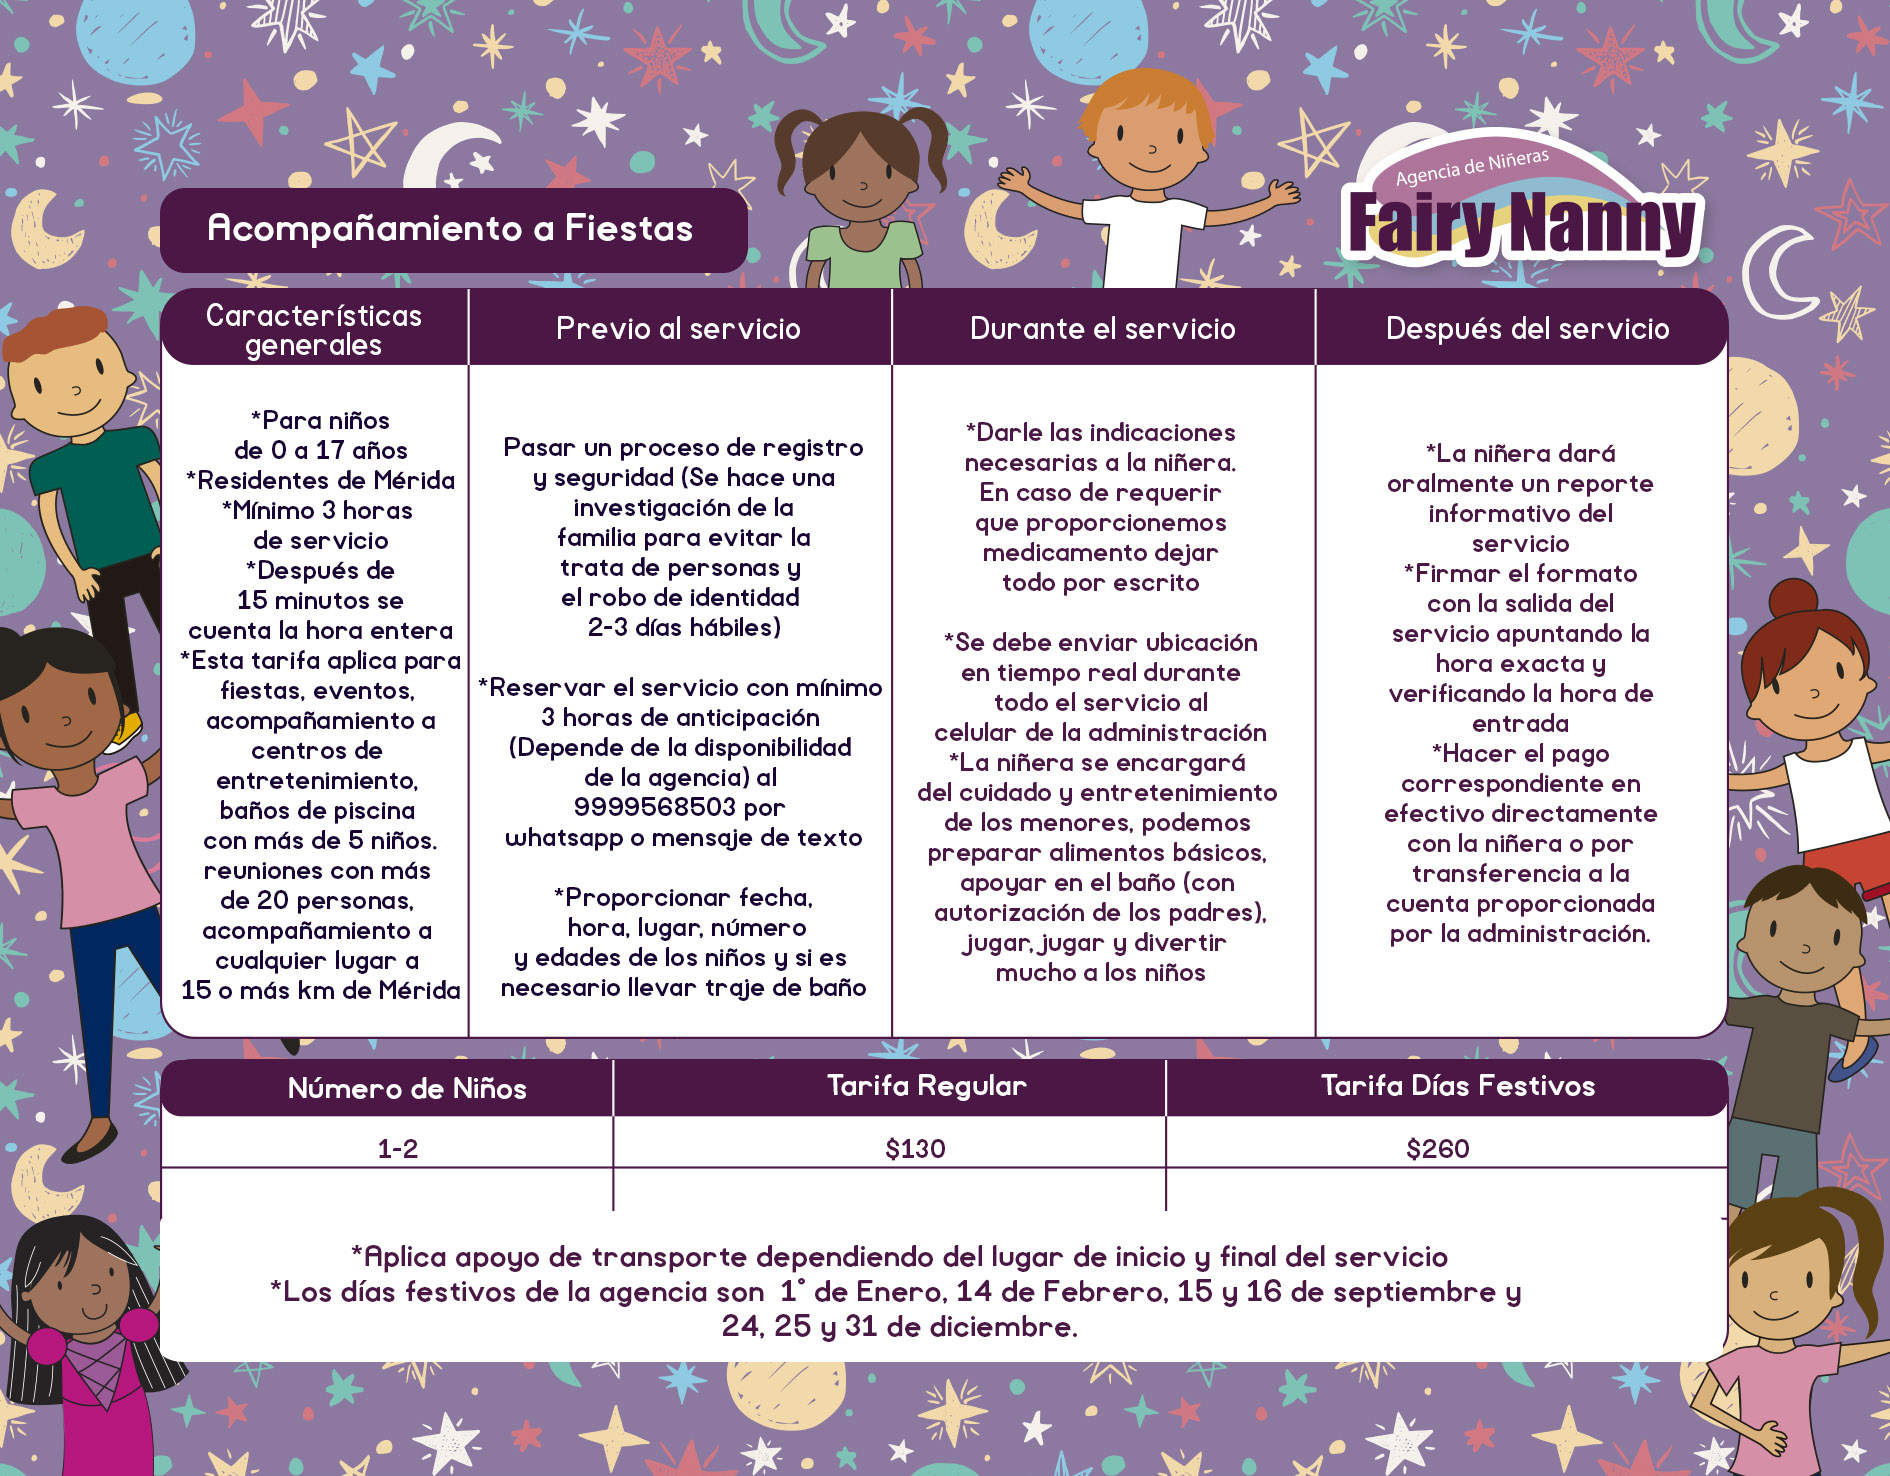 Acompañamiento a Fiestas
Agencia de Niñeras
Fairy Nanny
Características
generales
*Para niños
de 0 a 17 años
*Residentes de Mérida
*Mínimo 3 horas
de servicio
*Después de
15 minutos se
cuenta la hora entera
*Esta tarifa aplica para
fiestas, eventos,
acompañamiento a
centros de
entretenimiento,
baños de piscina
con más de 5 niños.
reuniones con más
de 20 personas,
acompañamiento a
cualquier lugar a
15 o más km de Mérida
Previo al servicio
Pasar un proceso de registro
y seguridad (Se hace una
investigación de la
familia para evitar la
trata de personas y
el robo de identidad
2-3 días hábiles)
*Reservar el servicio con mínimo
3 horas de anticipación
(Depende de la disponibilidad
de la agencia) al
9999568503 por
whatsapp o mensaje de texto
*Proporcionar fecha,
hora, lugar, número
y edades de los niños y si es
necesario llevar traje de baño
Durante el servicio
*Darle las indicaciones
necesarias a la niñera.
En caso de requerir
que proporcionemos
medicamento dejar
todo por escrito
*Se debe enviar ubicación
en tiempo real durante
todo el servicio al
celular de la administración
*La niñera se encargará
del cuidado y entretenimiento
de los menores, podemos
preparar alimentos básicos,
apoyar en el baño (con
autorización de los padres),
jugar, jugar y divertir
mucho a los niños
Después del servicio
*La niñera dará
oralmente un reporte
informativo del
servicio
*Firmar el formato
con la salida del
servicio apuntando la
hora exacta y
verificando la hora de
entrada
*Hacer el pago
correspondiente en
efectivo directamente
con la niñera o por
transferencia a la
cuenta proporcionada
por la administración.
Número de Niños Tarifa Regular Tarifa Días Festivos
1-2 $130 $260
*Aplica apoyo de transporte dependiendo del lugar de inicio y final del servicio
*Los días festivos de la agencia son 1° de Enero, 14 de Febrero, 15 y 16 de septiembre y
24, 25 y 31 de diciembre.